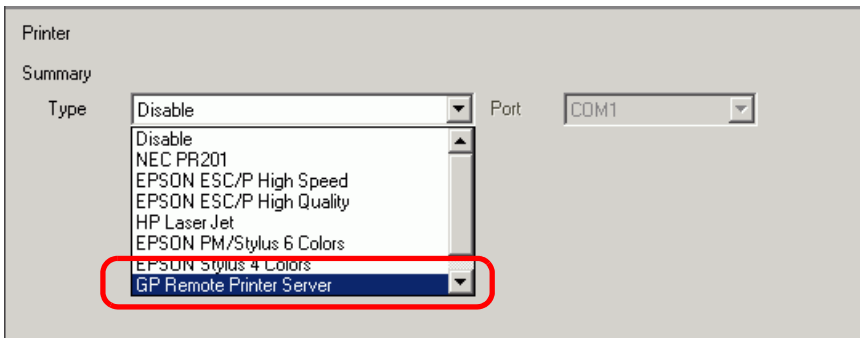 Printer
Summary
Type Disable Port COM1
Disable
NEC PR201
EPSON ESC/P High Speed
EPSON ESC/P High Quality
HP Laser Jet
EPSON PM/Stylus 6 Colors
EPSON Stylus 4 Colors
GP Remote Printer Server